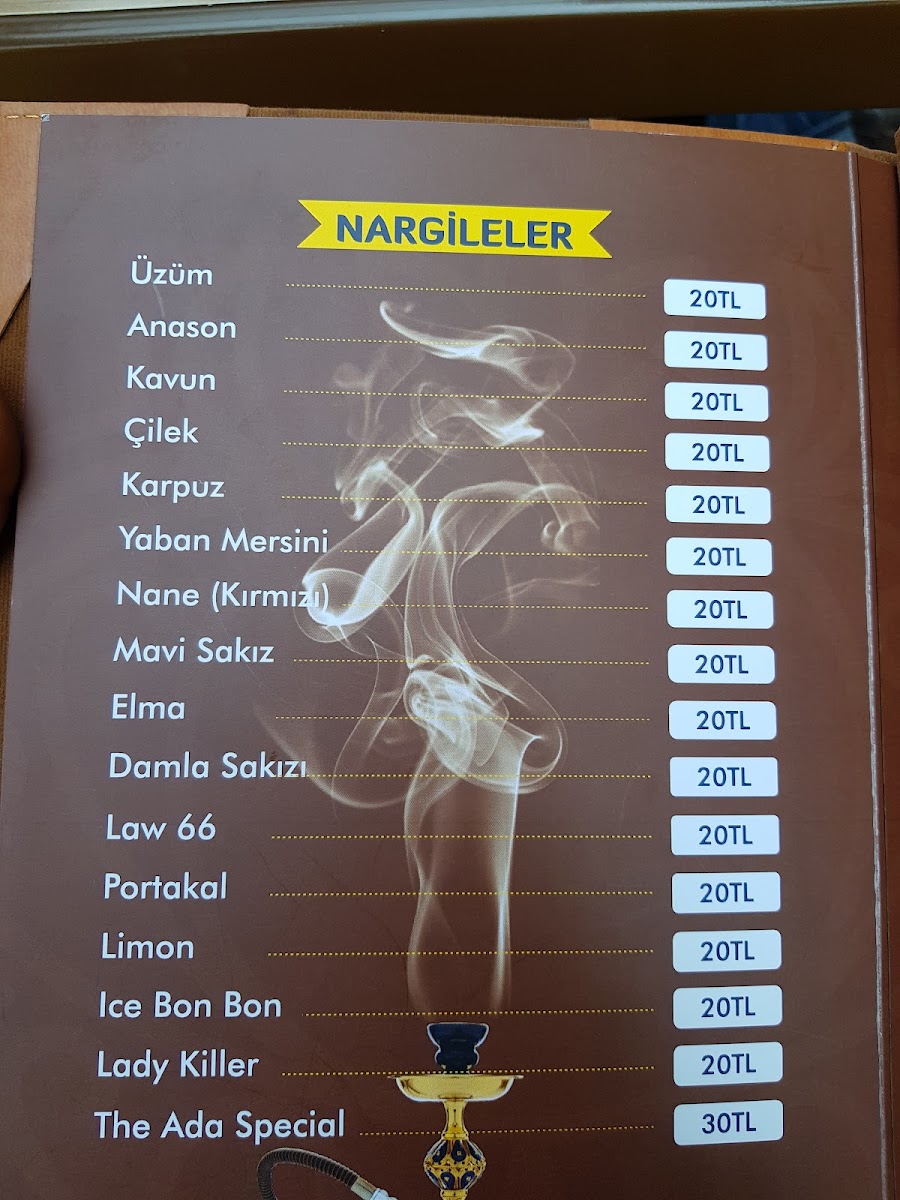 NARGİLELER
Üzüm 20TL
Anason 20TL
Kavun 20TL
Çilek 20TL
Karpuz 20TL
Yaban Mersini 20TL
Nane (Kırmızı) 20TL
Mavi Sakız 20TL
Elma 20TL
Damla Sakızı 20TL
Law 66 20TL
Portakal 20TL
Limon 20TL
Ice Bon Bon 20TL
Lady Killer 20TL
The Ada Special 30TL